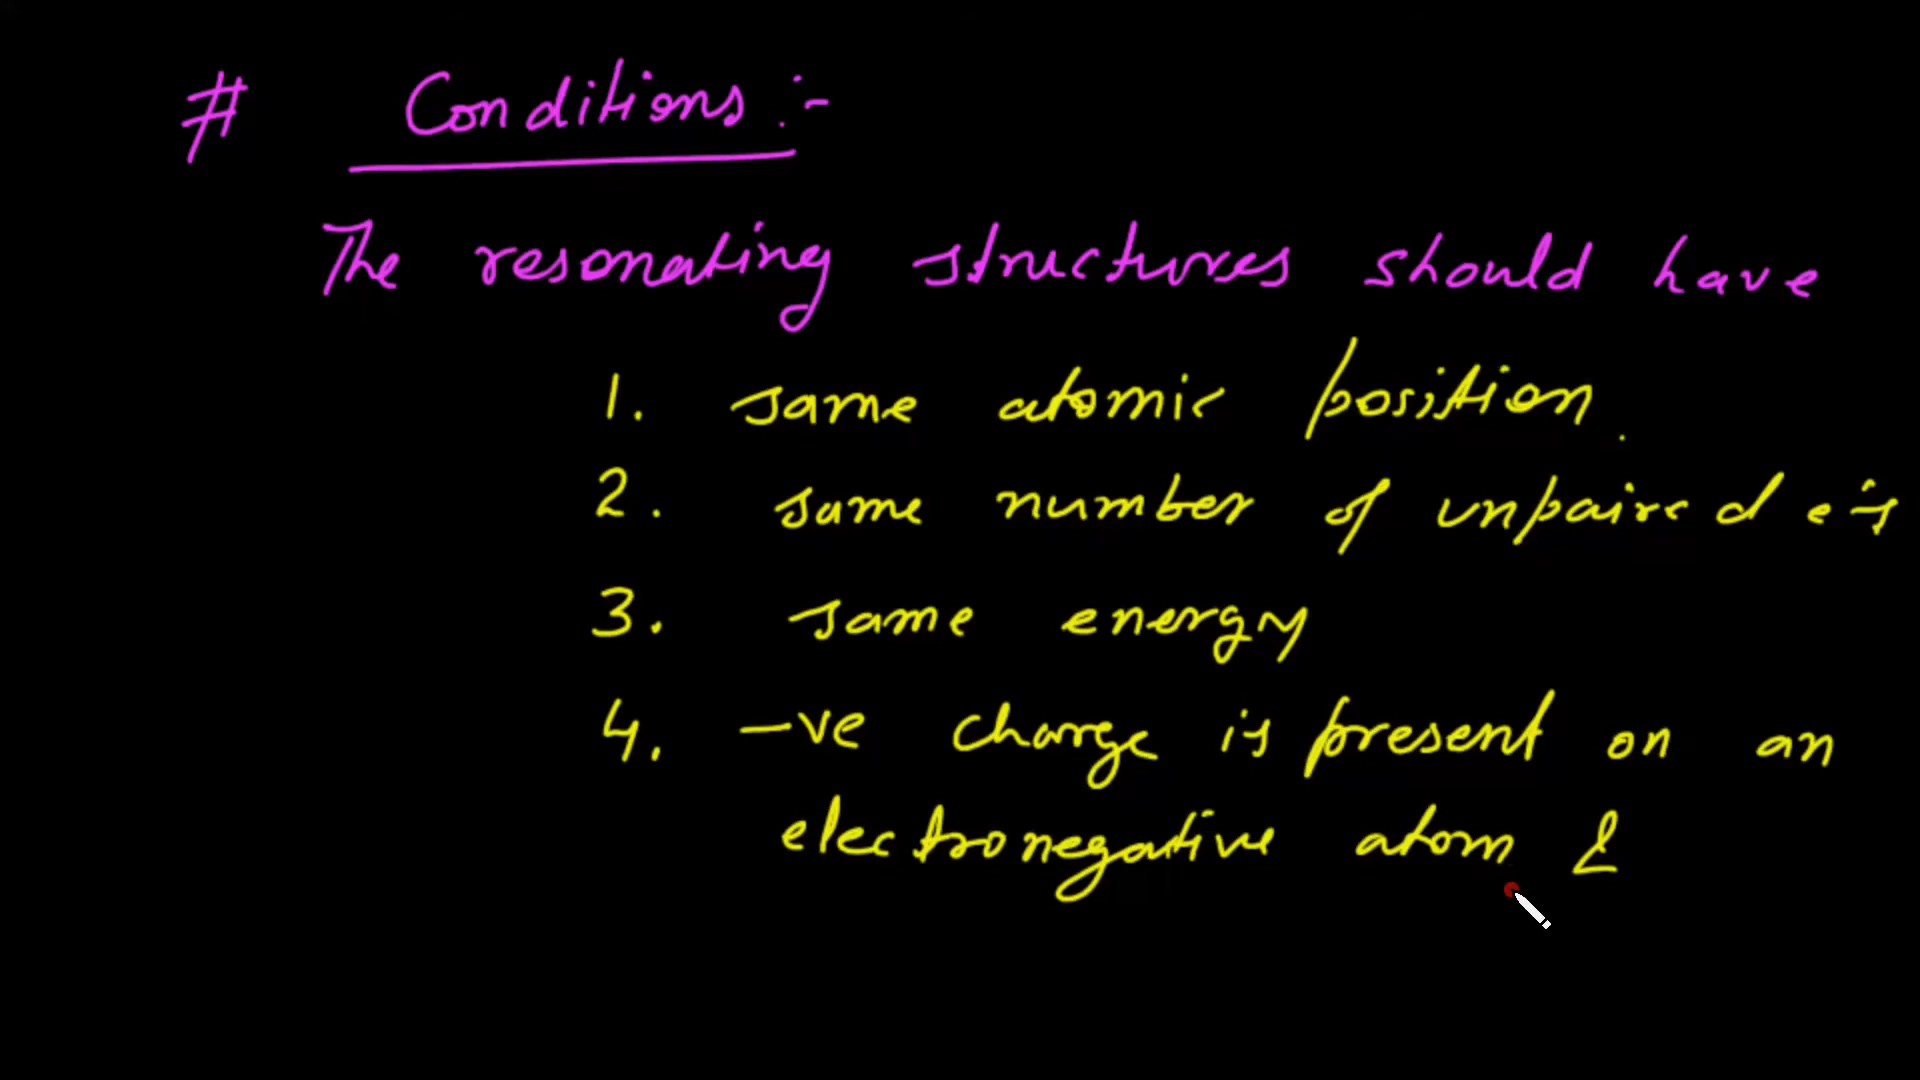 # Conditions :-
The resonating structures should have
1. same atomic position.
2. same number of unpaired e⁻s
3. same energy
4. -ve charge is present on an
electronegative atom &